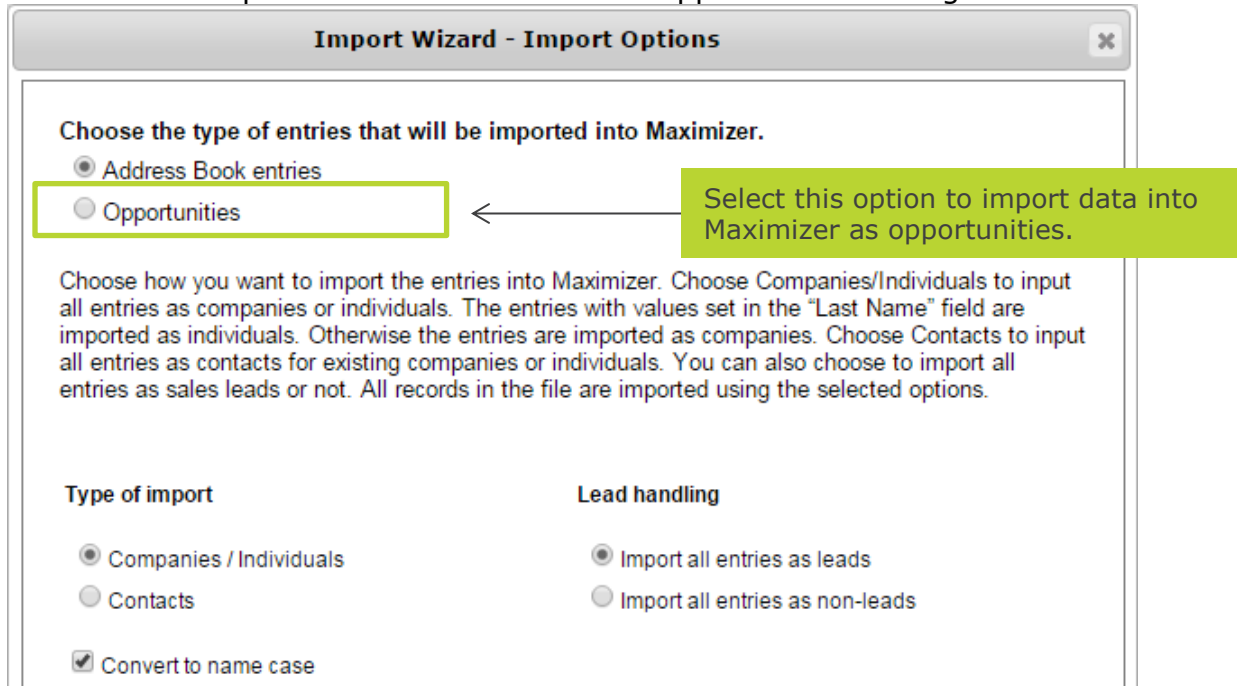 Import Wizard - Import Options
Choose the type of entries that will be imported into Maximizer.
Address Book entries
Opportunities
Select this option to import data into
Maximizer as opportunities.
Choose how you want to import the entries into Maximizer. Choose Companies/Individuals to input
all entries as companies or individuals. The entries with values set in the “Last Name” field are
imported as individuals. Otherwise the entries are imported as companies. Choose Contacts to input
all entries as contacts for existing companies or individuals. You can also choose to import all
entries as sales leads or not. All records in the file are imported using the selected options.
Type of import
Lead handling
Companies / Individuals
Import all entries as leads
Contacts
Import all entries as non-leads
Convert to name case